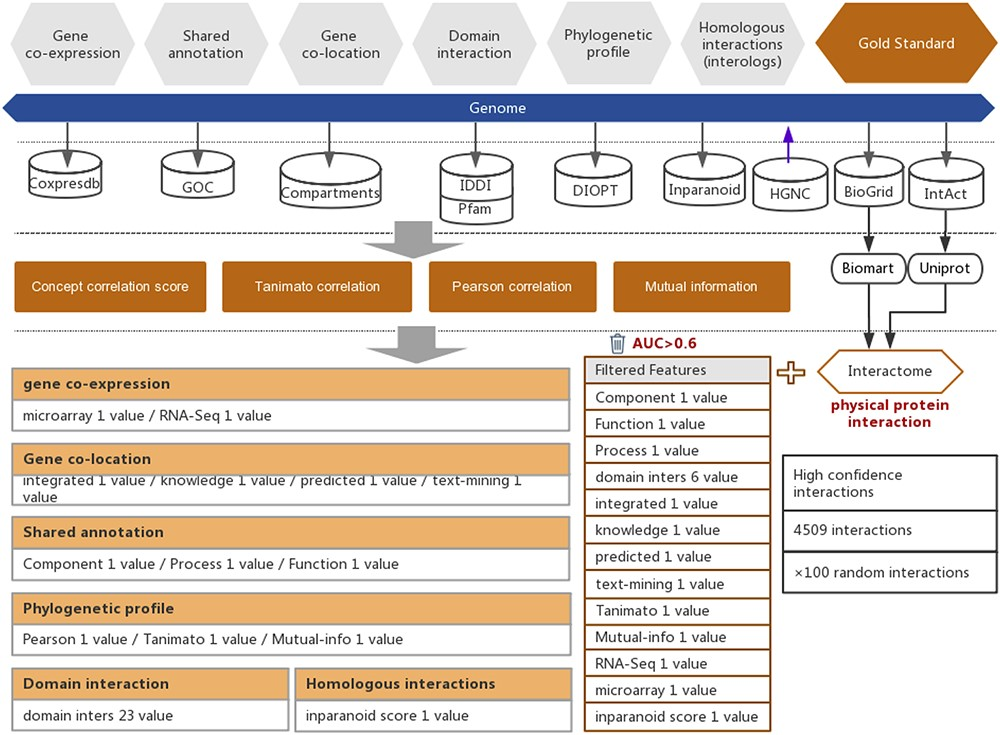 Gene
co-expression
Shared
annotation
Gene
co-location
Domain
interaction
Phylogenetic
profile
Homologous
interactions
(interologs)
Gold Standard
Genome
Coxpresdb
GOC
Compartments
IDDI
Pfam
DIOPT
Inparanoid
HGNC
BioGrid
IntAct
Biomart
Uniprot
Concept correlation score
Tanimato correlation
Pearson correlation
Mutual information
gene co-expression
microarray 1 value / RNA-Seq 1 value
Gene co-location
integrated 1 value / knowledge 1 value / predicted 1 value / text-mining 1
value
Shared annotation
Component 1 value / Process 1 value / Function 1 value
Phylogenetic profile
Pearson 1 value / Tanimato 1 value / Mutual-info 1 value
Domain interaction
domain inters 23 value
Homologous interactions
inparanoid score 1 value
AUC>0.6
Filtered Features
Component 1 value
Function 1 value
Process 1 value
domain inters 6 value
integrated 1 value
knowledge 1 value
predicted 1 value
text-mining 1 value
Tanimato 1 value
Mutual-info 1 value
RNA-Seq 1 value
microarray 1 value
inparanoid score 1 value
Interactome
physical protein
interaction
High confidence
interactions
4509 interactions
×100 random interactions